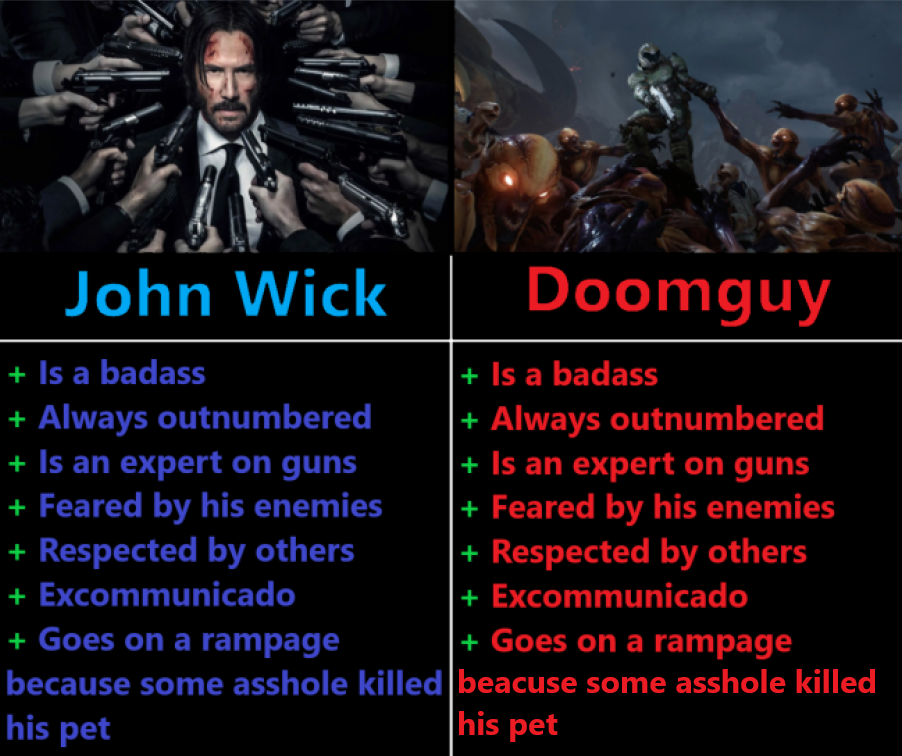 John Wick
Doomguy
+ Is a badass
+ Always outnumbered
+ Is an expert on guns
+ Feared by his enemies
+ Respected by others
+ Excommunicado
+ Goes on a rampage
because some asshole killed
his pet
+ Is a badass
+ Always outnumbered
+ Is an expert on guns
+ Feared by his enemies
+ Respected by others
+ Excommunicado
+ Goes on a rampage
beacuse some asshole killed
his pet